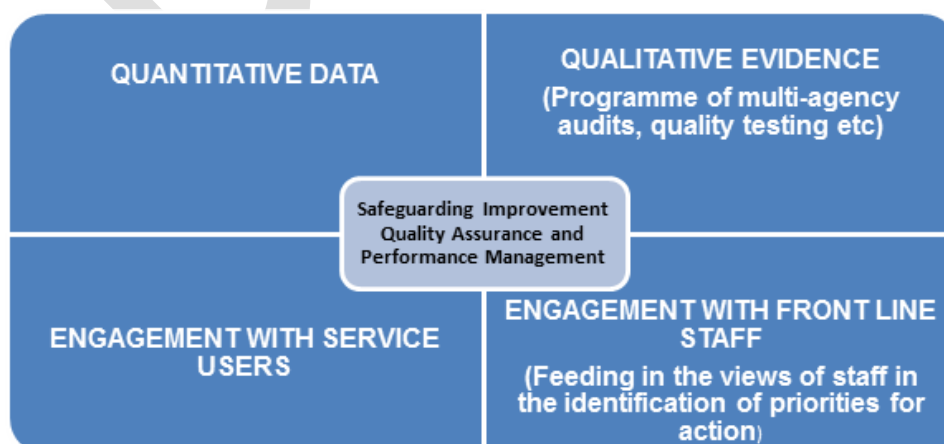 QUANTITATIVE DATA
QUALITATIVE EVIDENCE
(Programme of multi-agency
audits, quality testing etc)
Safeguarding Improvement
Quality Assurance and
Performance Management
ENGAGEMENT WITH SERVICE
USERS
ENGAGEMENT WITH FRONT LINE
STAFF
(Feeding in the views of staff in
the identification of priorities for
action)